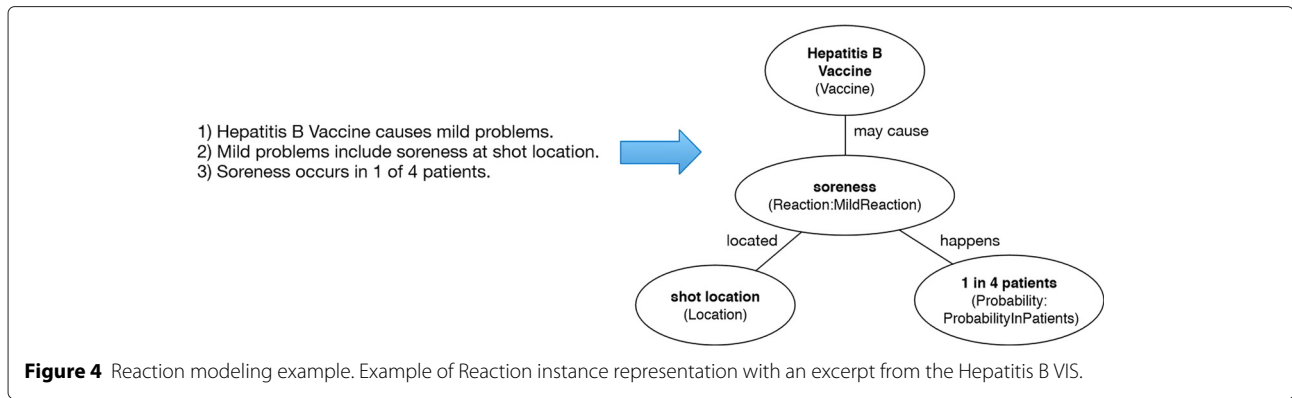 1) Hepatitis B Vaccine causes mild problems.
2) Mild problems include soreness at shot location.
3) Soreness occurs in 1 of 4 patients.
Hepatitis B
Vaccine
(Vaccine)
may cause
soreness
(Reaction:MildReaction)
located
happens
shot location
(Location)
1 in 4 patients
(Probability:
ProbabilityInPatients)
Figure 4 Reaction modeling example. Example of Reaction instance representation with an excerpt from the Hepatitis B VIS.